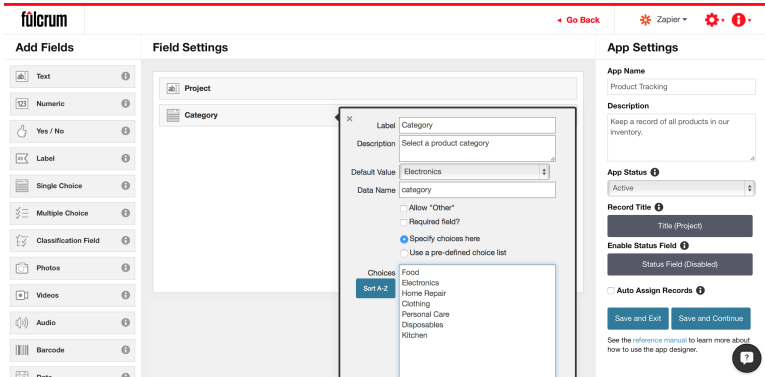 fulcrum
Go Back
Zapier
Add Fields
Field Settings
App Settings
Text
Numeric
Yes / No
Label
Single Choice
Multiple Choice
Classification Field
Photos
Videos
Audio
Barcode
Date
Project
Category
Label
Category
Description
Select a product category
Default Value
Electronics
Data Name
category
Allow "Other"
Required field?
Specify choices here
Use a pre-defined choice list
Choices
Sort A-Z
Food
Electronics
Home Repair
Clothing
Personal Care
Disposables
Kitchen
App Name
Product Tracking
Description
Keep a record of all products in our
inventory.
App Status
Active
Record Title
Title (Project)
Enable Status Field
Status Field (Disabled)
Auto Assign Records
Save and Exit
Save and Continue
See the reference manual to learn more about
how to use the app designer.
?